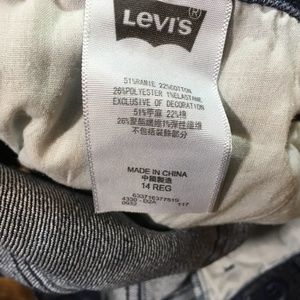 LEVI'S
51%RAMIE 22%COTTON
26%POLYESTER 1%ELASTANE
EXCLUSIVE OF DECORATION
51%苧麻 22%棉
26%聚酯纖維 1%彈性纖維
不包括裝飾部分
MADE IN CHINA
中國製造
14 REG
117